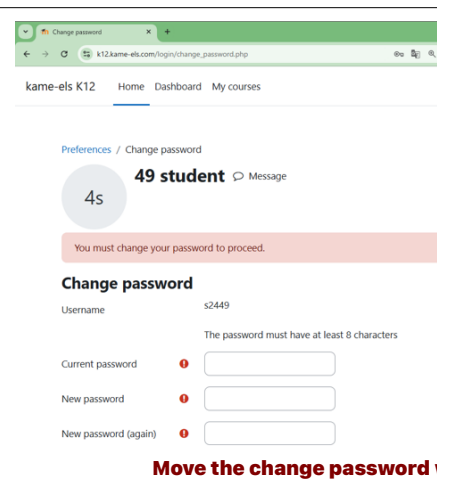 Change password
k12.kame-els.com/login/change_password.php
kame-els K12 Home Dashboard My courses
Preferences / Change password
4s
49 student Message
You must change your password to proceed.
Change password
Username s2449
The password must have at least 8 characters
Current password
New password
New password (again)
Move the change password